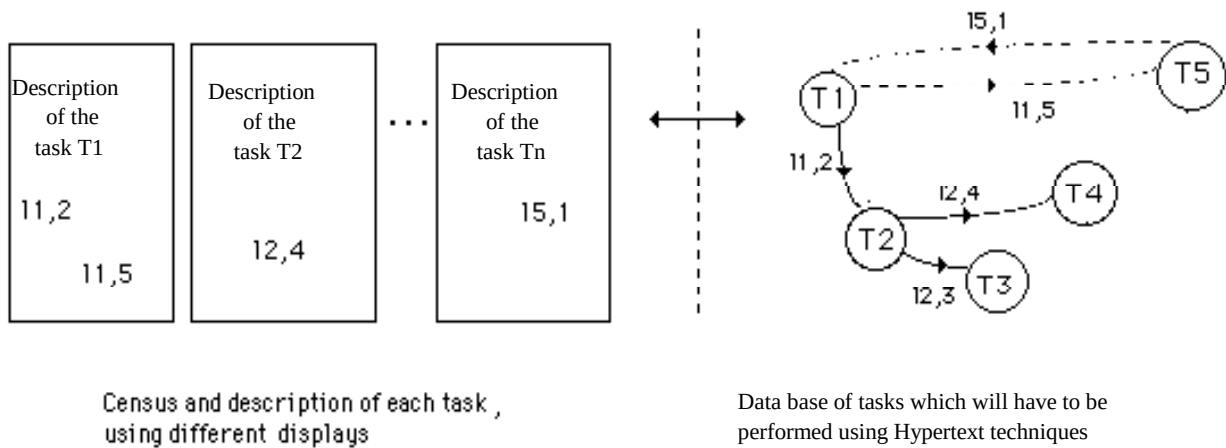 Description
of the
task T1
11,2
11,5
Description
of the
task T2
12,4
...
Description
of the
task Tn
15,1
15,1
T1
T5
11,5
11,2
12,4
T4
T2
12,3
T3
Census and description of each task ,
using different displays
Data base of tasks which will have to be
performed using Hypertext techniques